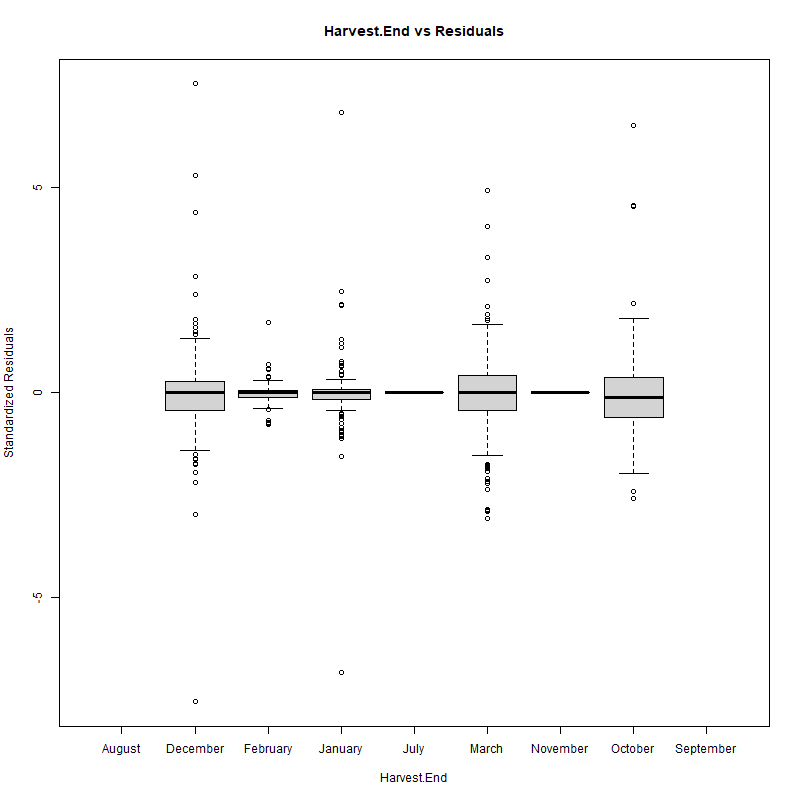 Harvest.End vs Residuals
Standardized Residuals
5
0
-5
August December February January July March November October September
Harvest.End